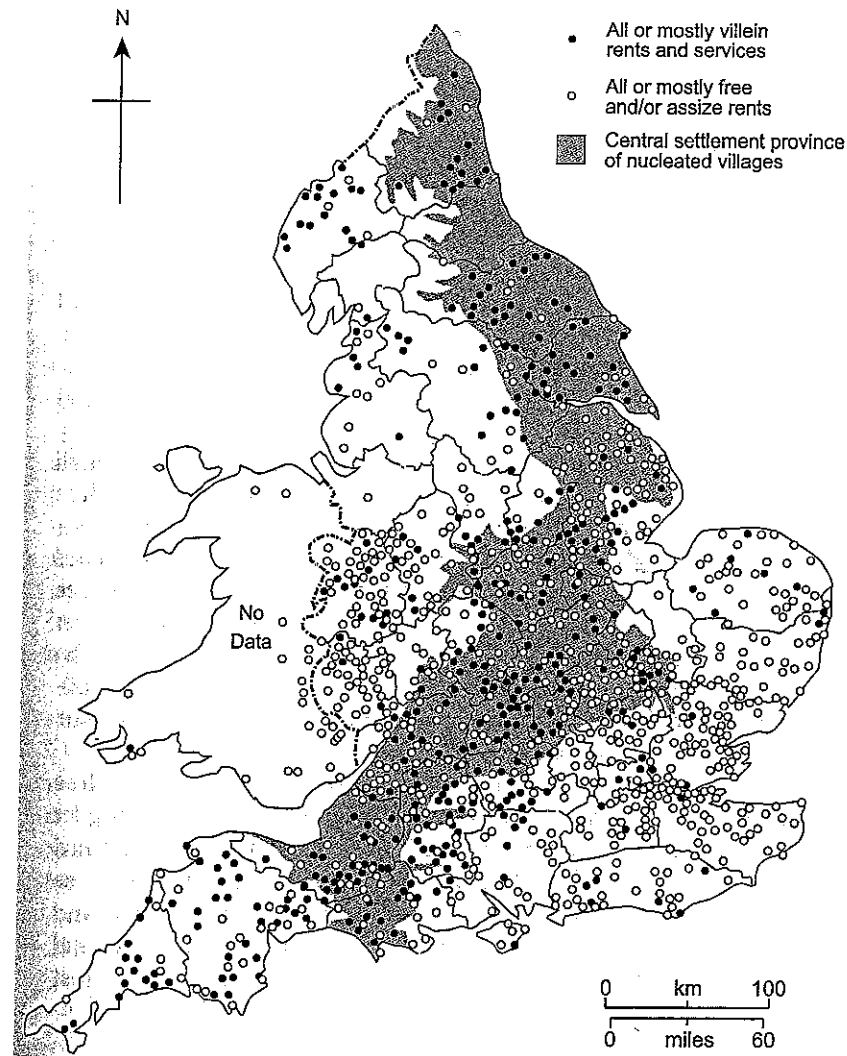 N
All or mostly villein
rents and services
All or mostly free
and/or assize rents
Central settlement province
of nucleated villages
No
Data
0 km 100
0 miles 60